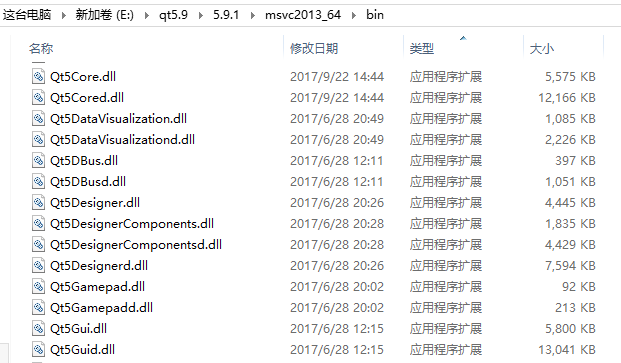 这台电脑 > 新加卷 (E:) > qt5.9 > 5.9.1 > msvc2013_64 > bin
名称 修改日期 类型 大小
Qt5Core.dll 2017/9/22 14:44 应用程序扩展 5,575 KB
Qt5Cored.dll 2017/9/22 14:44 应用程序扩展 12,166 KB
Qt5DataVisualization.dll 2017/6/28 20:49 应用程序扩展 1,085 KB
Qt5DataVisualizationd.dll 2017/6/28 20:49 应用程序扩展 2,226 KB
Qt5DBus.dll 2017/6/28 12:11 应用程序扩展 397 KB
Qt5DBusd.dll 2017/6/28 12:11 应用程序扩展 1,051 KB
Qt5Designer.dll 2017/6/28 20:26 应用程序扩展 4,445 KB
Qt5DesignerComponents.dll 2017/6/28 20:28 应用程序扩展 1,835 KB
Qt5DesignerComponentsd.dll 2017/6/28 20:28 应用程序扩展 4,429 KB
Qt5Designerd.dll 2017/6/28 20:26 应用程序扩展 7,594 KB
Qt5Gamepad.dll 2017/6/28 20:02 应用程序扩展 92 KB
Qt5Gamepadd.dll 2017/6/28 20:02 应用程序扩展 213 KB
Qt5Gui.dll 2017/6/28 12:15 应用程序扩展 5,800 KB
Qt5Guid.dll 2017/6/28 12:15 应用程序扩展 13,041 KB